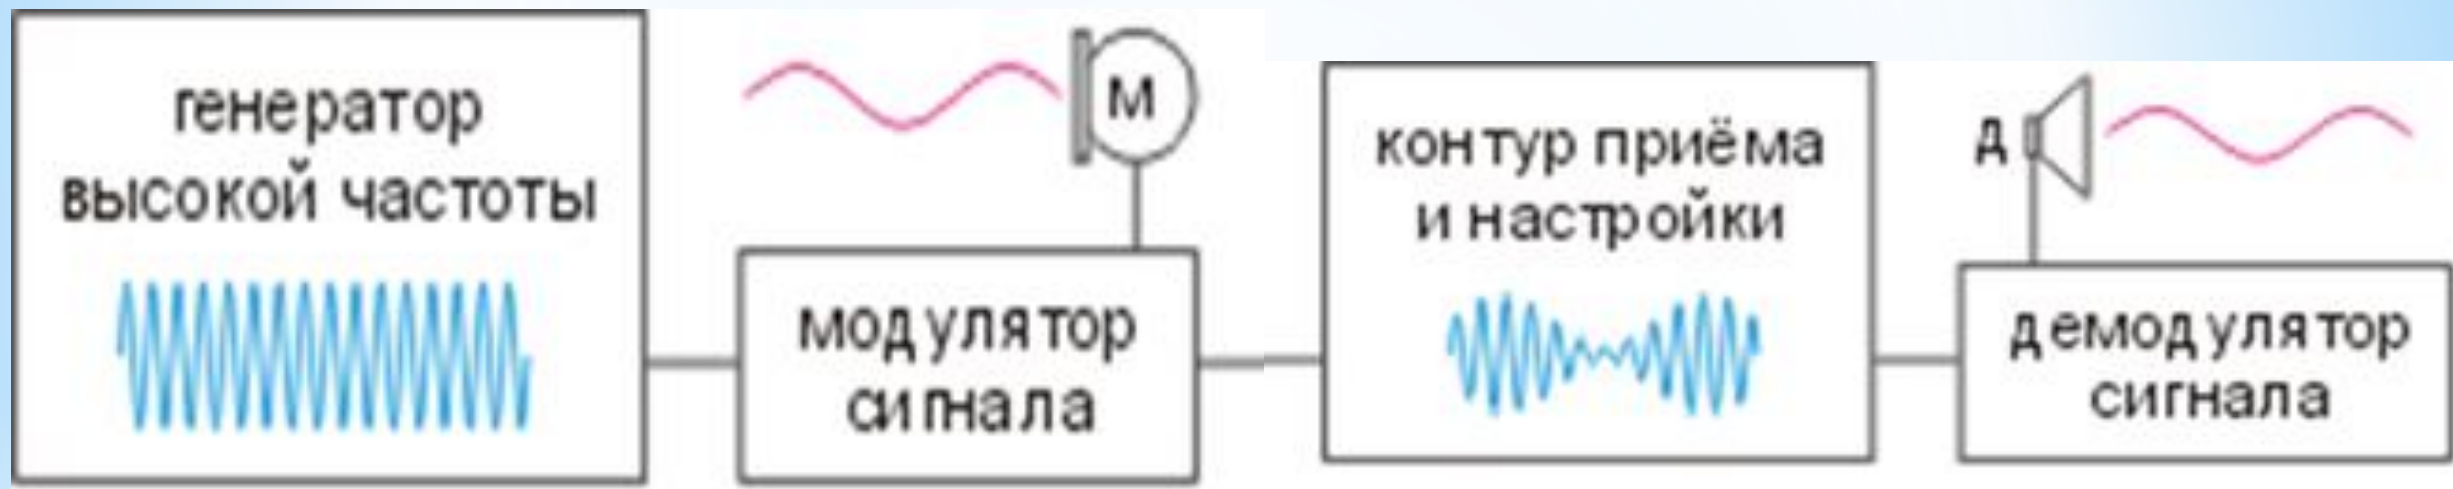 генератор
высокой частоты
М
модулятор
сигнала
контур приёма
и настройки
Д
демодулятор
сигнала